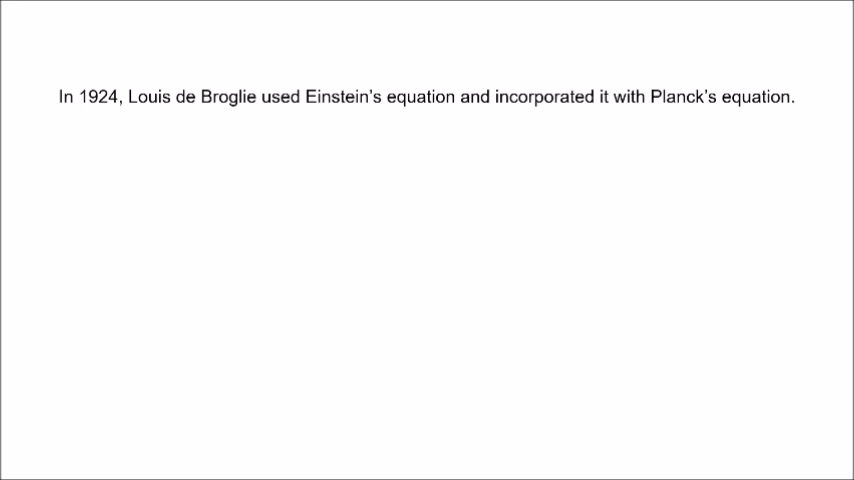 In 1924, Louis de Broglie used Einstein’s equation and incorporated it with Planck’s equation.